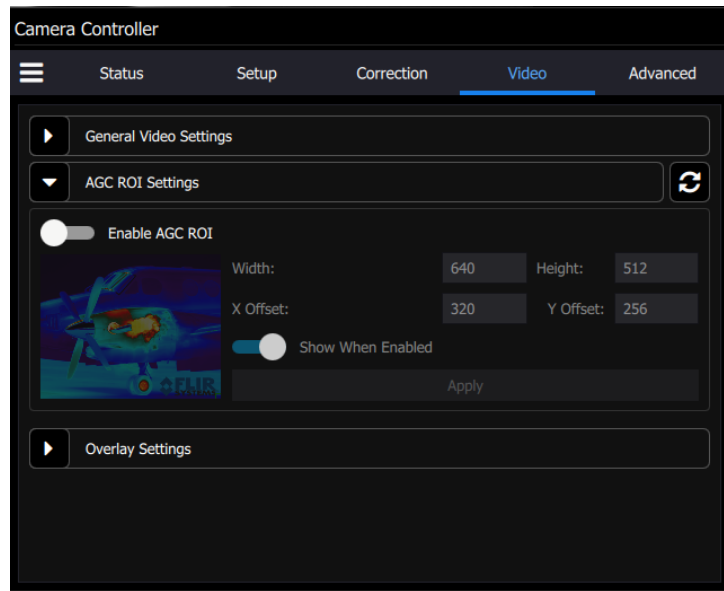 Camera Controller
Status Setup Correction Video Advanced
General Video Settings
AGC ROI Settings
Enable AGC ROI
Width: 640 Height: 512
X Offset: 320 Y Offset: 256
Show When Enabled
FLIR
Apply
Overlay Settings